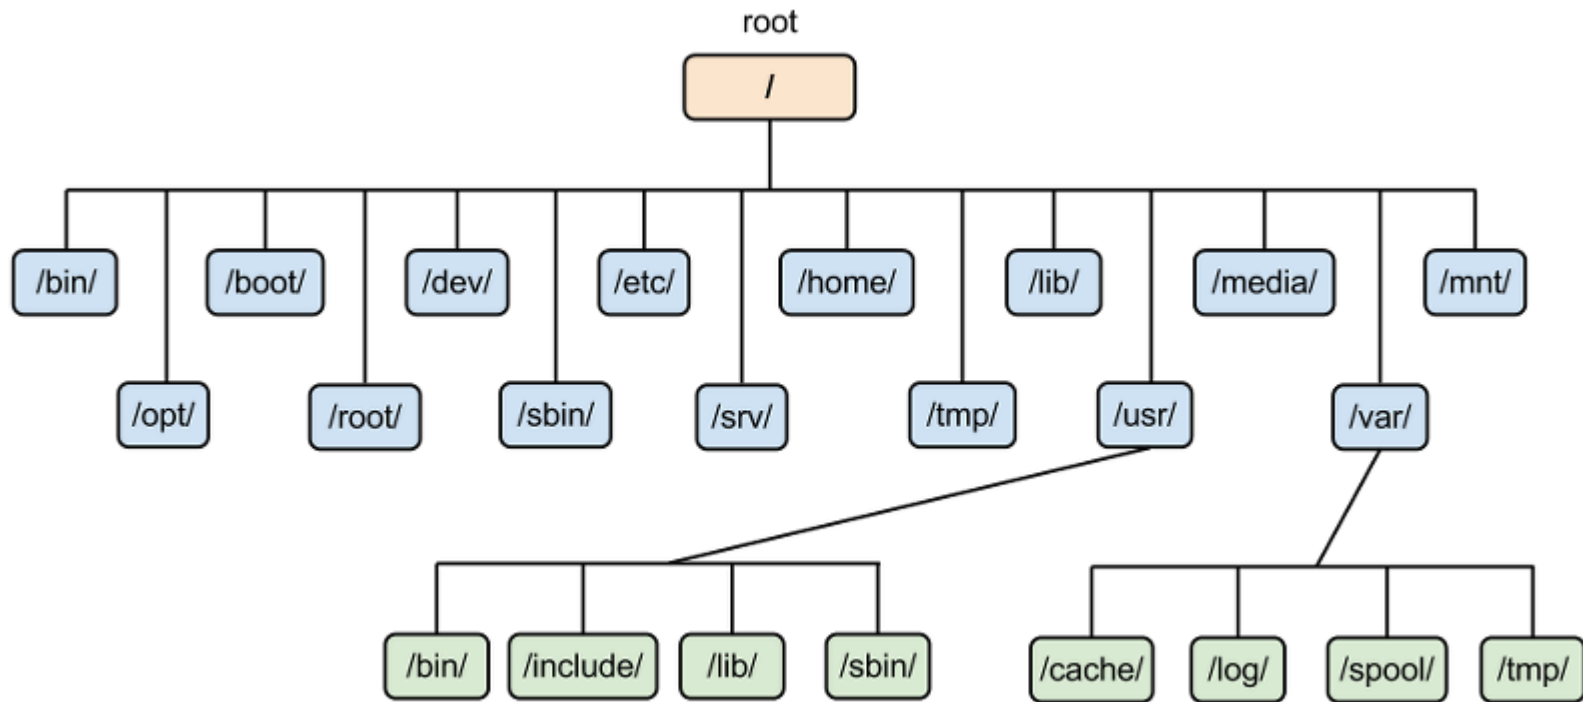 root
/
/bin/
/boot/
/dev/
/etc/
/home/
/lib/
/media/
/mnt/
/opt/
/root/
/sbin/
/srv/
/tmp/
/usr/
/var/
/bin/
/include/
/lib/
/sbin/
/cache/
/log/
/spool/
/tmp/